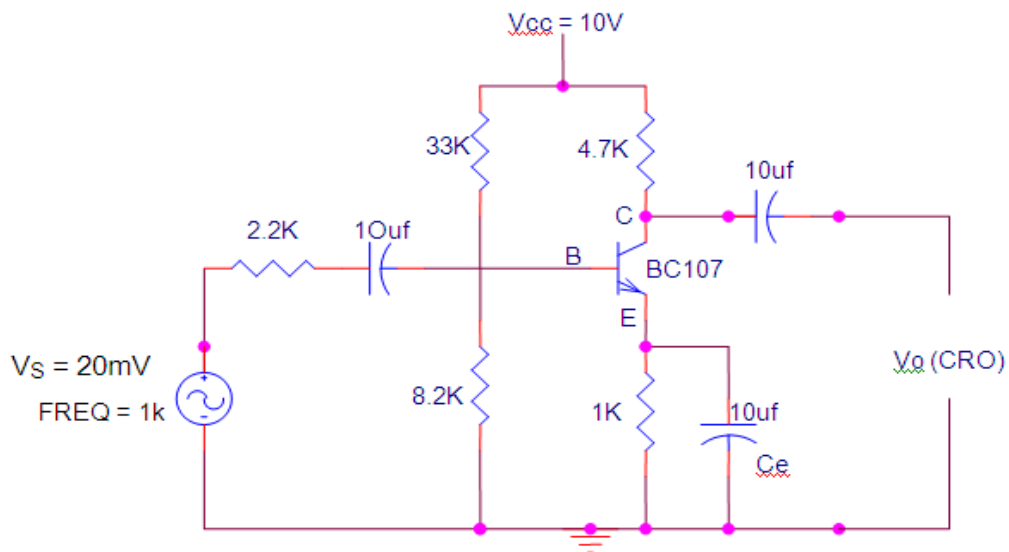 Vcc = 10V
33K
4.7K
10uf
2.2K
1Ouf
C
B
BC107
E
VS = 20mV
FREQ = 1k
8.2K
1K
10uf
Ce
Vo (CRO)